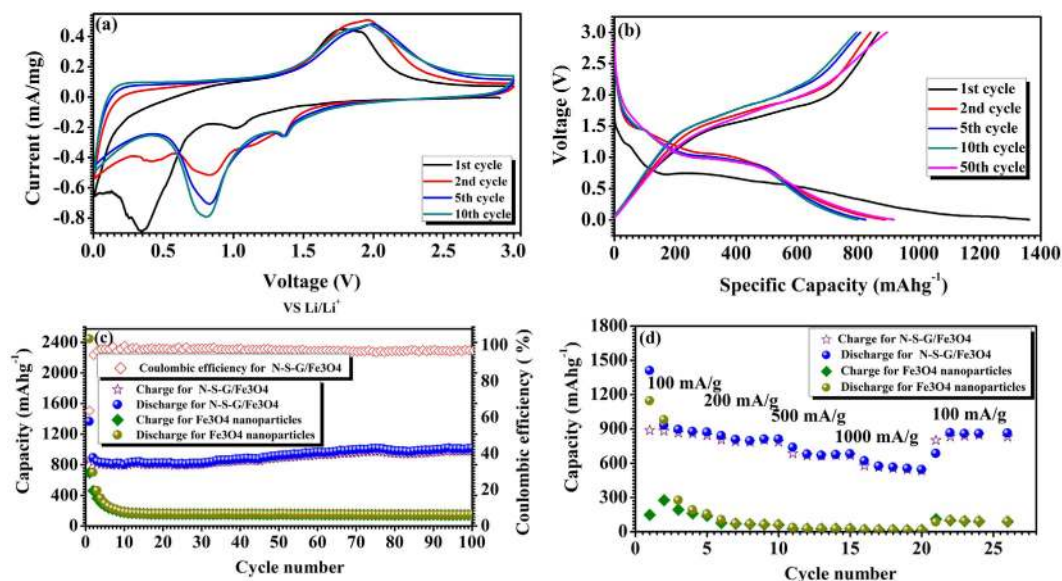 (a)
0.4
0.2
0.0
-0.2
-0.4
-0.6
-0.8
Current (mA/mg)
1st cycle
2nd cycle
5th cycle
10th cycle
0.0 0.5 1.0 1.5 2.0 2.5 3.0
Voltage (V)
VS Li/Li⁺
(b)
3.0
2.5
2.0
1.5
1.0
0.5
0.0
Voltage (V)
1st cycle
2nd cycle
5th cycle
10th cycle
50th cycle
0 200 400 600 800 1000 1200 1400
Specific Capacity (mAhg⁻¹)
(c)
2400
2000
1600
1200
800
400
0
Capacity (mAhg⁻¹)
Coulombic efficiency for N-S-G/Fe3O4
Charge for N-S-G/Fe3O4
Discharge for N-S-G/Fe3O4
Charge for Fe3O4 nanoparticles
Discharge for Fe3O4 nanoparticles
100
80
60
40
20
0
Coulombic efficiency ( %)
0 10 20 30 40 50 60 70 80 90 100
Cycle number
(d)
1800
1500
1200
900
600
300
0
Capacity (mAhg⁻¹)
Charge for N-S-G/Fe3O4
Discharge for N-S-G/Fe3O4
Charge for Fe3O4 nanoparticles
Discharge for Fe3O4 nanoparticles
100 mA/g
200 mA/g
500 mA/g
1000 mA/g
100 mA/g
0 5 10 15 20 25
Cycle number